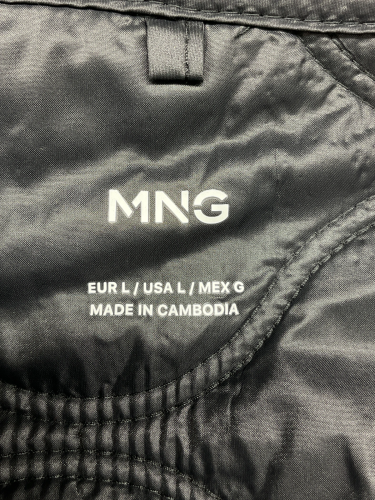 MNG
EUR L / USA L / MEX G
MADE IN CAMBODIA